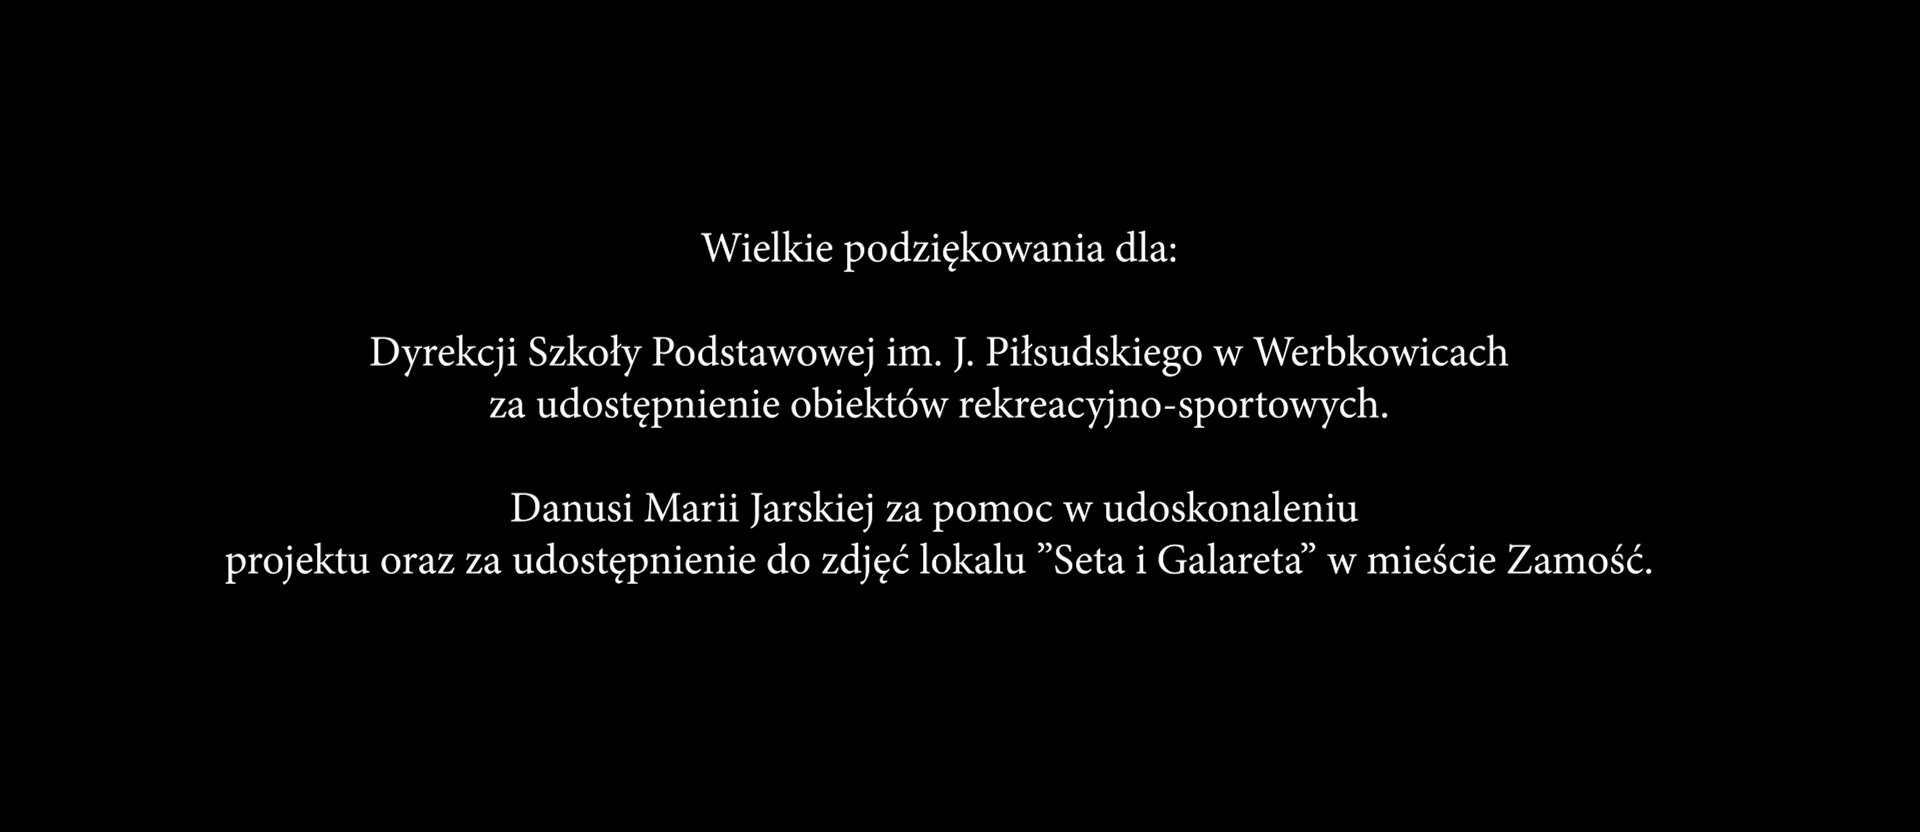 Wielkie podziękowania dla:
Dyrekcji Szkoły Podstawowej im. J. Piłsudskiego w Werbkowicach
za udostępnienie obiektów rekreacyjno-sportowych.
Danusi Marii Jarskiej za pomoc w udoskonaleniu
projektu oraz za udostępnienie do zdjęć lokalu ”Seta i Galareta” w mieście Zamość.